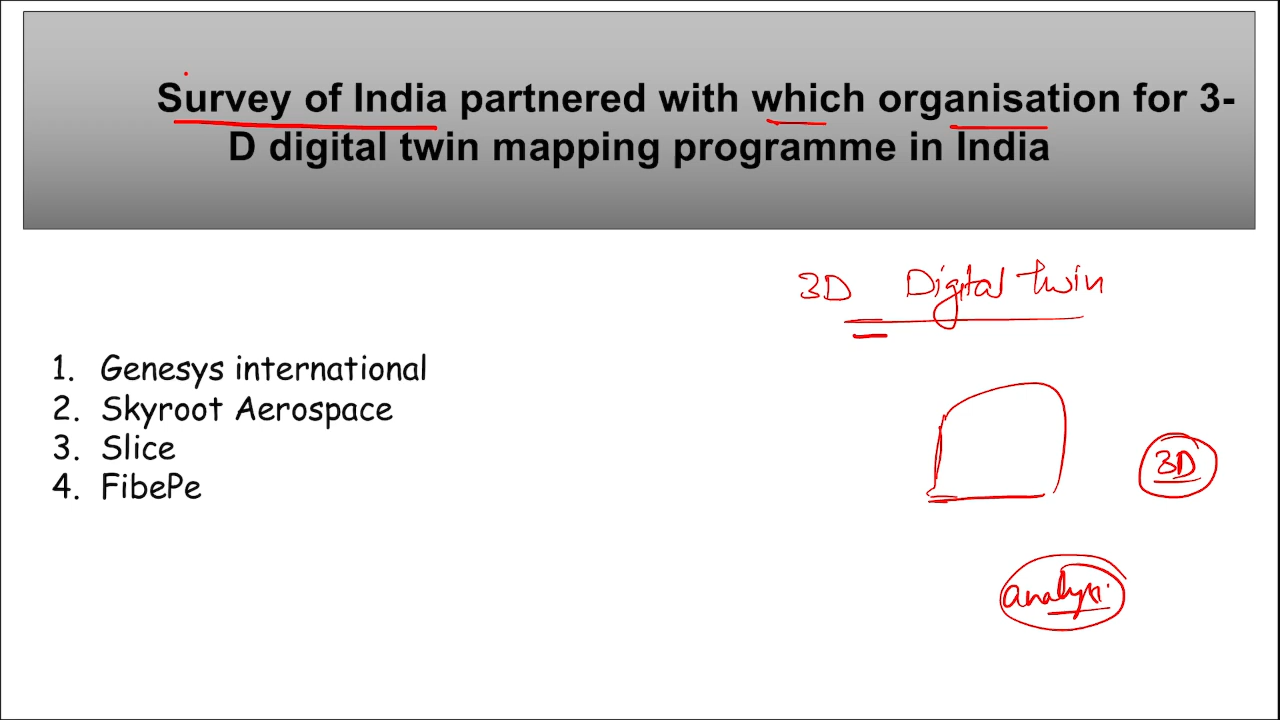 Survey of India partnered with which organisation for 3-
D digital twin mapping programme in India
3D Digital twin
1. Genesys international
2. Skyroot Aerospace
3. Slice
4. FibePe
3D